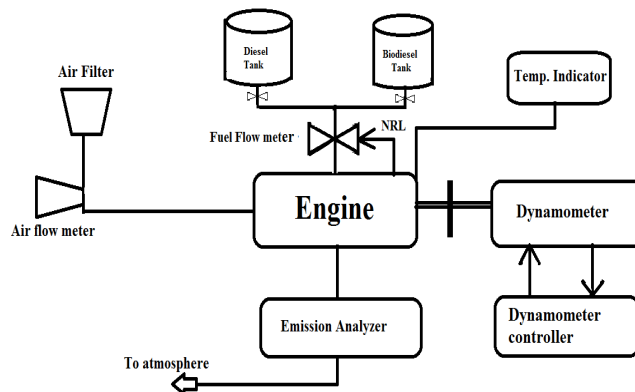 Diesel
Tank
Biodiesel
Tank
Air Filter
Temp. Indicator
Fuel Flow meter
NRL
Engine
Dynamometer
Air flow meter
Emission Analyzer
Dynamometer
controller
To atmosphere